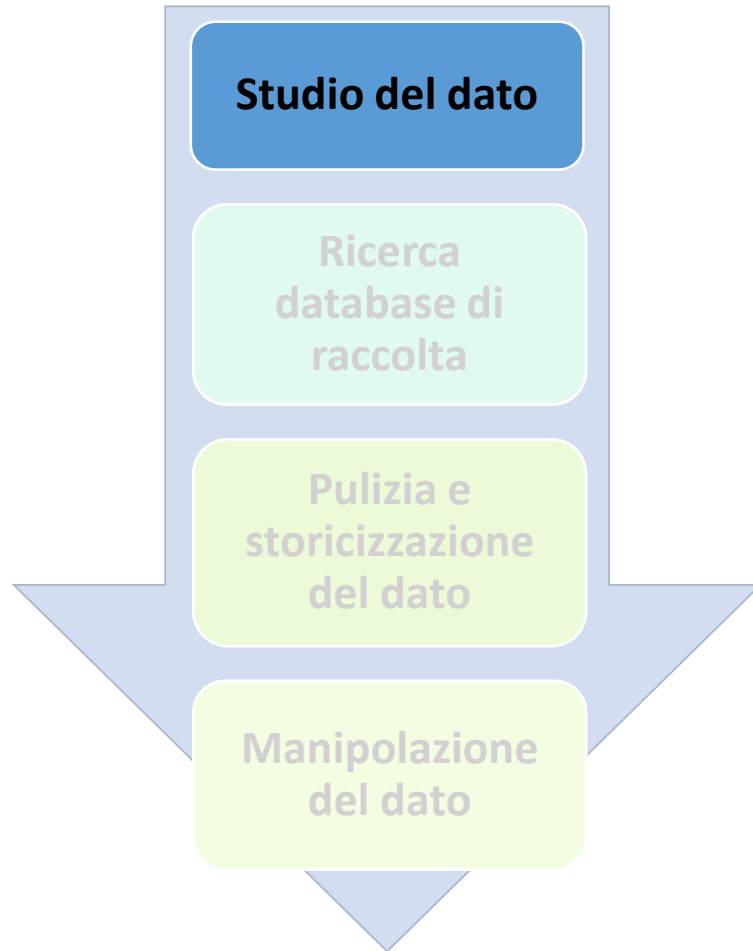 Studio del dato
Ricerca
database di
raccolta
Pulizia e
storicizzazione
del dato
Manipolazione
del dato